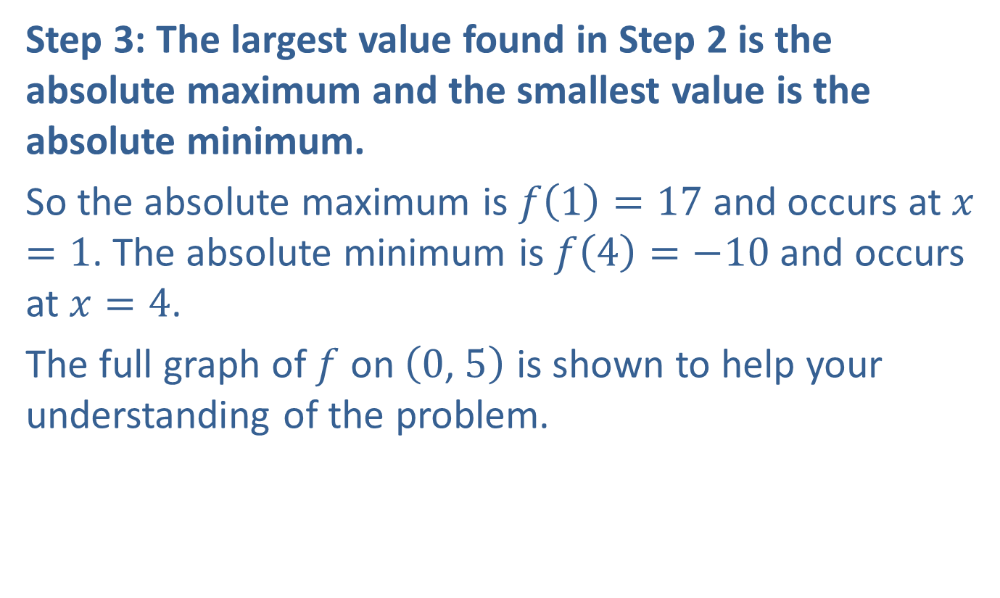 Step 3: The largest value found in Step 2 is the
absolute maximum and the smallest value is the
absolute minimum.
So the absolute maximum is f(1) = 17 and occurs at x
= 1. The absolute minimum is f(4) = −10 and occurs
at x = 4.
The full graph of f on (0, 5) is shown to help your
understanding of the problem.